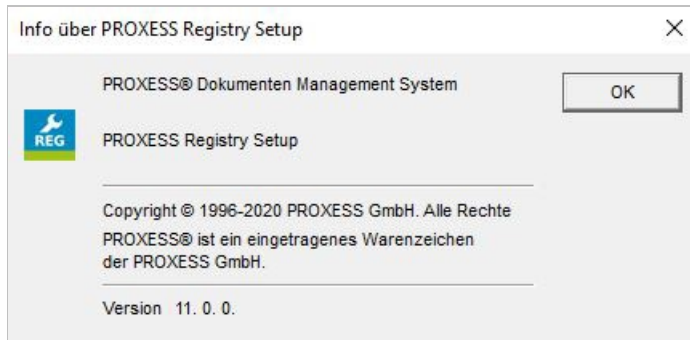 Info über PROXESS Registry Setup
PROXESS® Dokumenten Management System
OK
REG
PROXESS Registry Setup
Copyright © 1996-2020 PROXESS GmbH. Alle Rechte
PROXESS® ist ein eingetragenes Warenzeichen
der PROXESS GmbH.
Version 11. 0. 0.